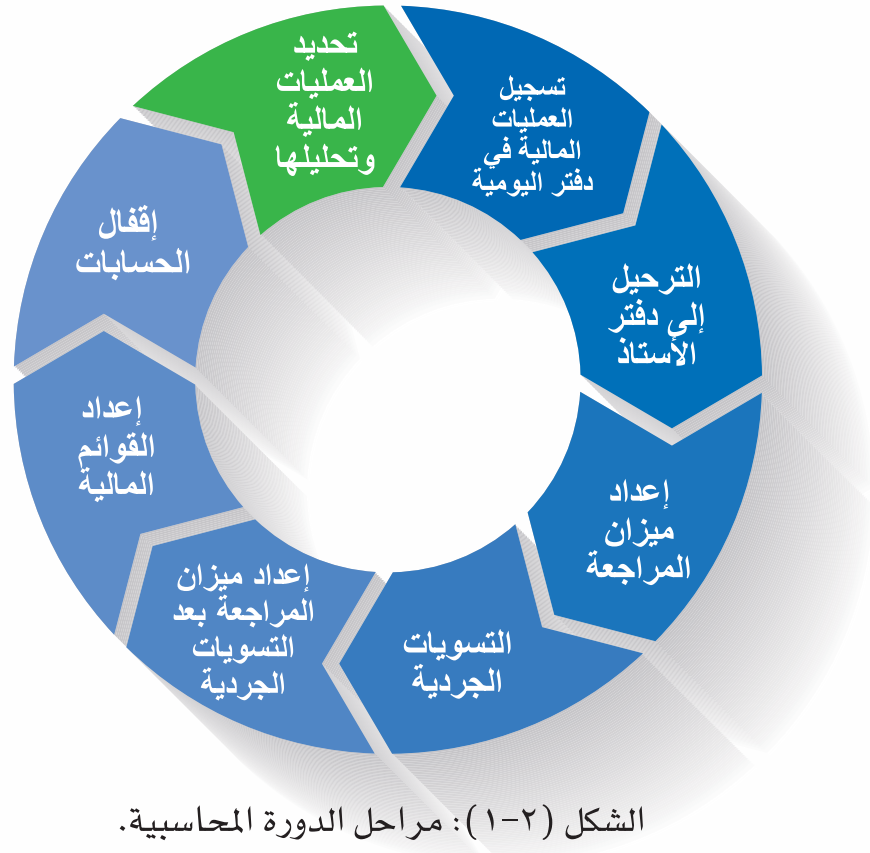 تحديد
العمليات
المالية
وتحليلها
تسجيل
العمليات
المالية في
دفتر اليومية
الترحيل
إلى دفتر
الأستاذ
إعداد
ميزان
المراجعة
التسويات
الجردية
إعداد ميزان
المراجعة بعد
التسويات
الجردية
إعداد
القوائم
المالية
إقفال
الحسابات
الشكل (٢-١): مراحل الدورة المحاسبية.